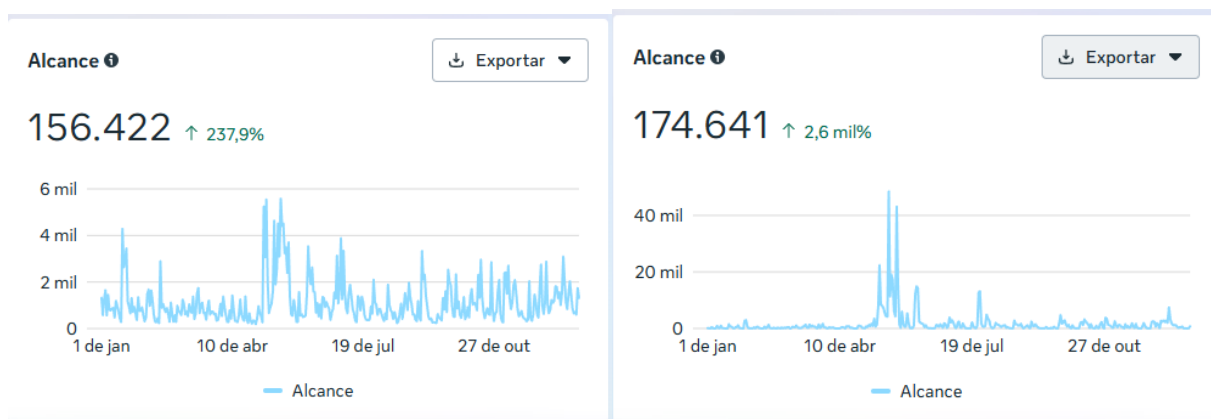 Alcance
Exportar
156.422 ↑ 237,9%
6 mil
4 mil
2 mil
0
1 de jan 10 de abr 19 de jul 27 de out
Alcance
Alcance
Exportar
174.641 ↑ 2,6 mil%
40 mil
20 mil
0
1 de jan 10 de abr 19 de jul 27 de out
Alcance